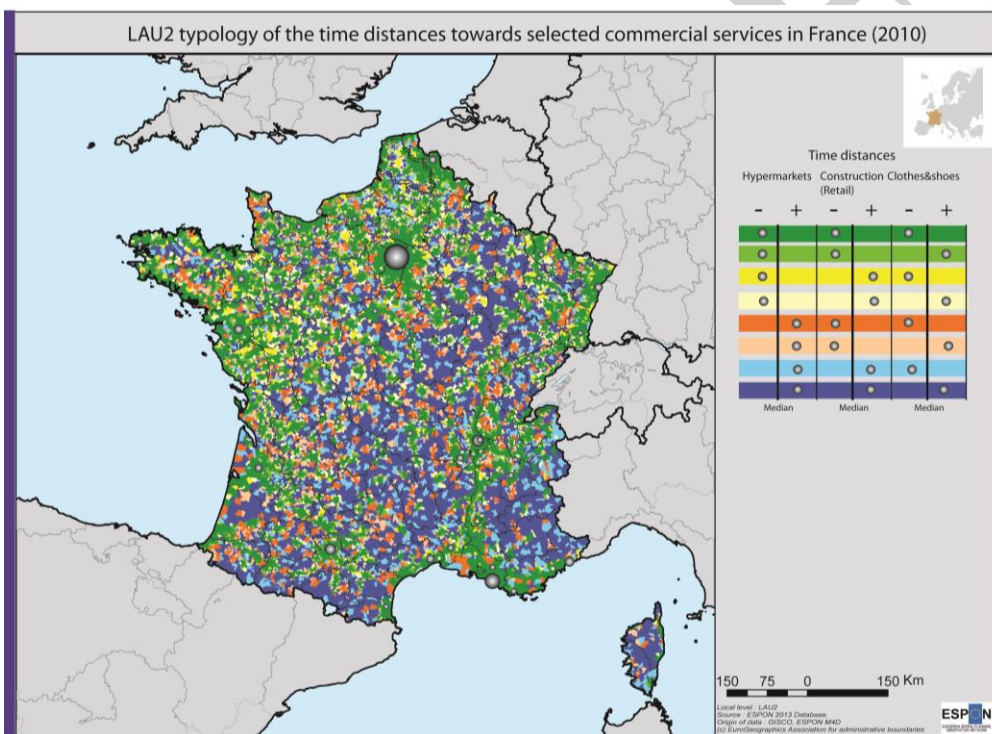 LAU2 typology of the time distances towards selected commercial services in France (2010)
Time distances
Hypermarkets Construction Clothes&shoes
(Retail)
- + - + - +
Median Median Median
150 75 0 150 Km
Local level : LAU2
Source : ESPON 2013 Database,
Origin of data : GISCO, ESPON M4D
(c) EuroGeographics Association for administrative boundaries
ESPON